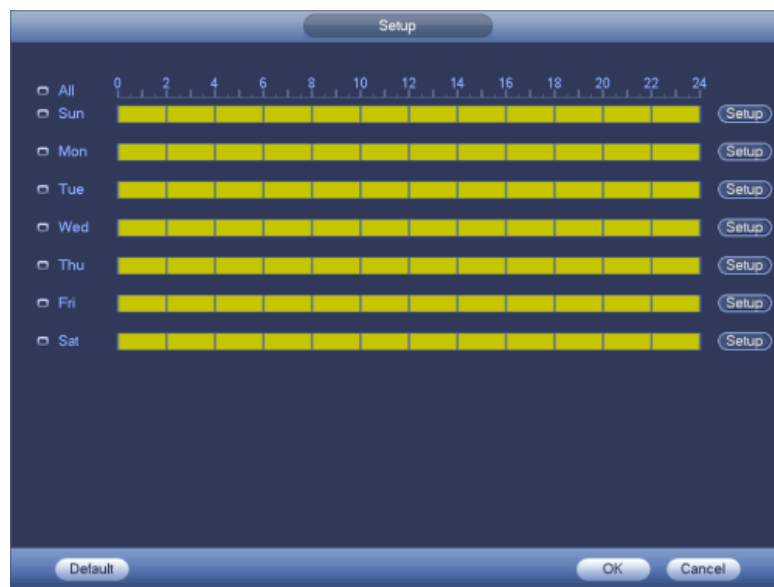 Setup
All 0 2 4 6 8 10 12 14 16 18 20 22 24
Sun Setup
Mon Setup
Tue Setup
Wed Setup
Thu Setup
Fri Setup
Sat Setup
Default OK Cancel